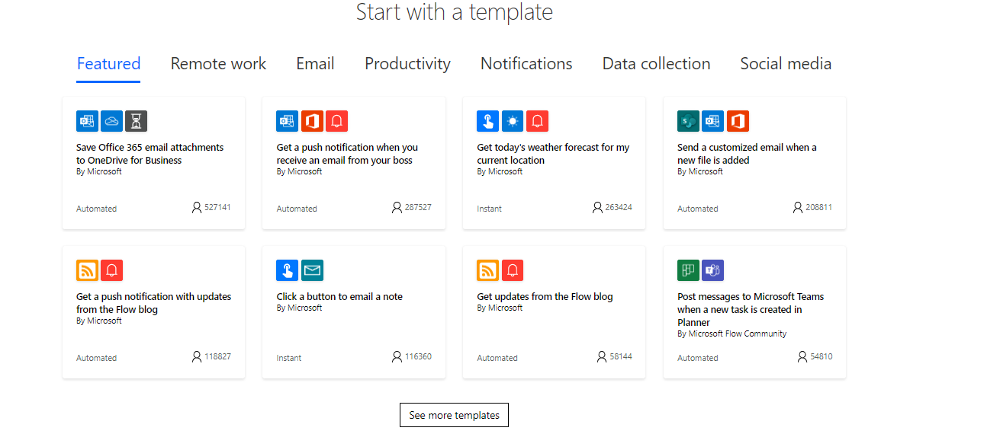 Start with a template
Featured
Remote work
Email
Productivity
Notifications
Data collection
Social media
Save Office 365 email attachments
to OneDrive for Business
By Microsoft
Automated
527141
Get a push notification when you
receive an email from your boss
By Microsoft
Automated
287527
Get today's weather forecast for my
current location
By Microsoft
Instant
263424
Send a customized email when a
new file is added
By Microsoft
Automated
208811
Get a push notification with updates
from the Flow blog
By Microsoft
Automated
118827
Click a button to email a note
By Microsoft
Instant
116360
Get updates from the Flow blog
By Microsoft
Automated
58144
Post messages to Microsoft Teams
when a new task is created in
Planner
By Microsoft Flow Community
Automated
54810
See more templates